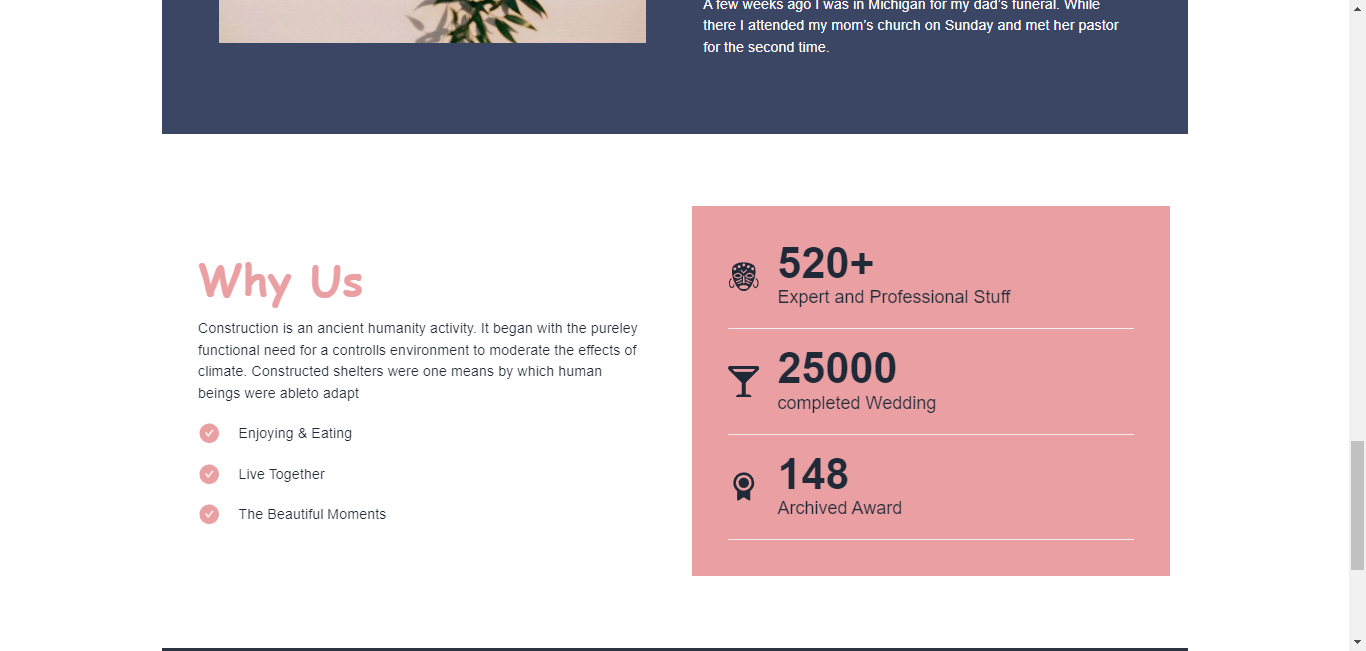 A few weeks ago I was in Michigan for my dad's funeral. While
there I attended my mom's church on Sunday and met her pastor
for the second time.
Why Us
Construction is an ancient humanity activity. It began with the pureley
functional need for a controlls environment to moderate the effects of
climate. Constructed shelters were one means by which human
beings were ableto adapt
Enjoying & Eating
Live Together
The Beautiful Moments
520+
Expert and Professional Stuff
25000
completed Wedding
148
Archived Award